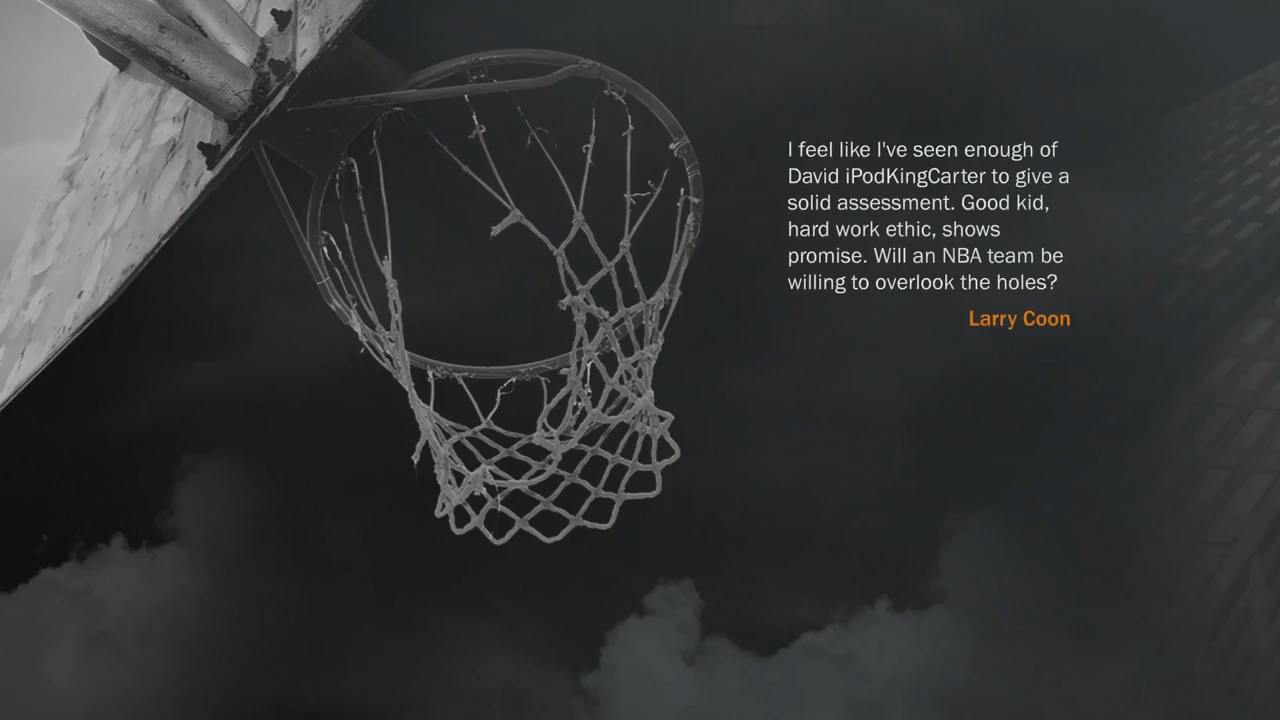 I feel like I've seen enough of
David iPodKingCarter to give a
solid assessment. Good kid,
hard work ethic, shows
promise. Will an NBA team be
willing to overlook the holes?
Larry Coon